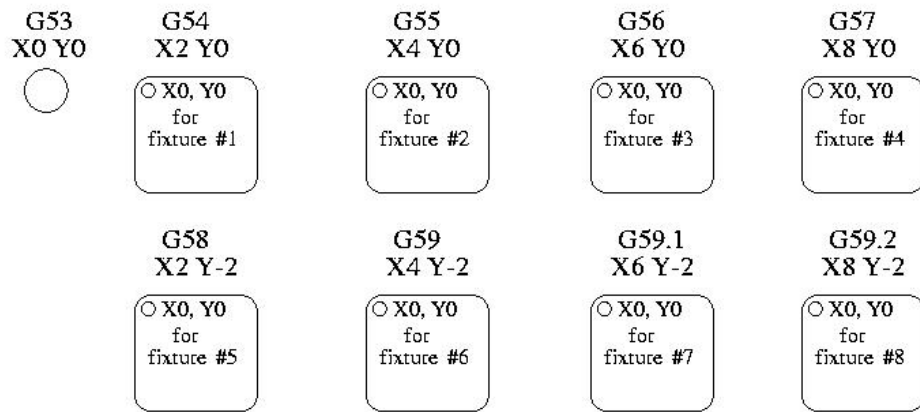 G53
X0 Y0
G54
X2 Y0
X0, Y0
for
fixture #1
G55
X4 Y0
X0, Y0
for
fixture #2
G56
X6 Y0
X0, Y0
for
fixture #3
G57
X8 Y0
X0, Y0
for
fixture #4
G58
X2 Y-2
X0, Y0
for
fixture #5
G59
X4 Y-2
X0, Y0
for
fixture #6
G59.1
X6 Y-2
X0, Y0
for
fixture #7
G59.2
X8 Y-2
X0, Y0
for
fixture #8